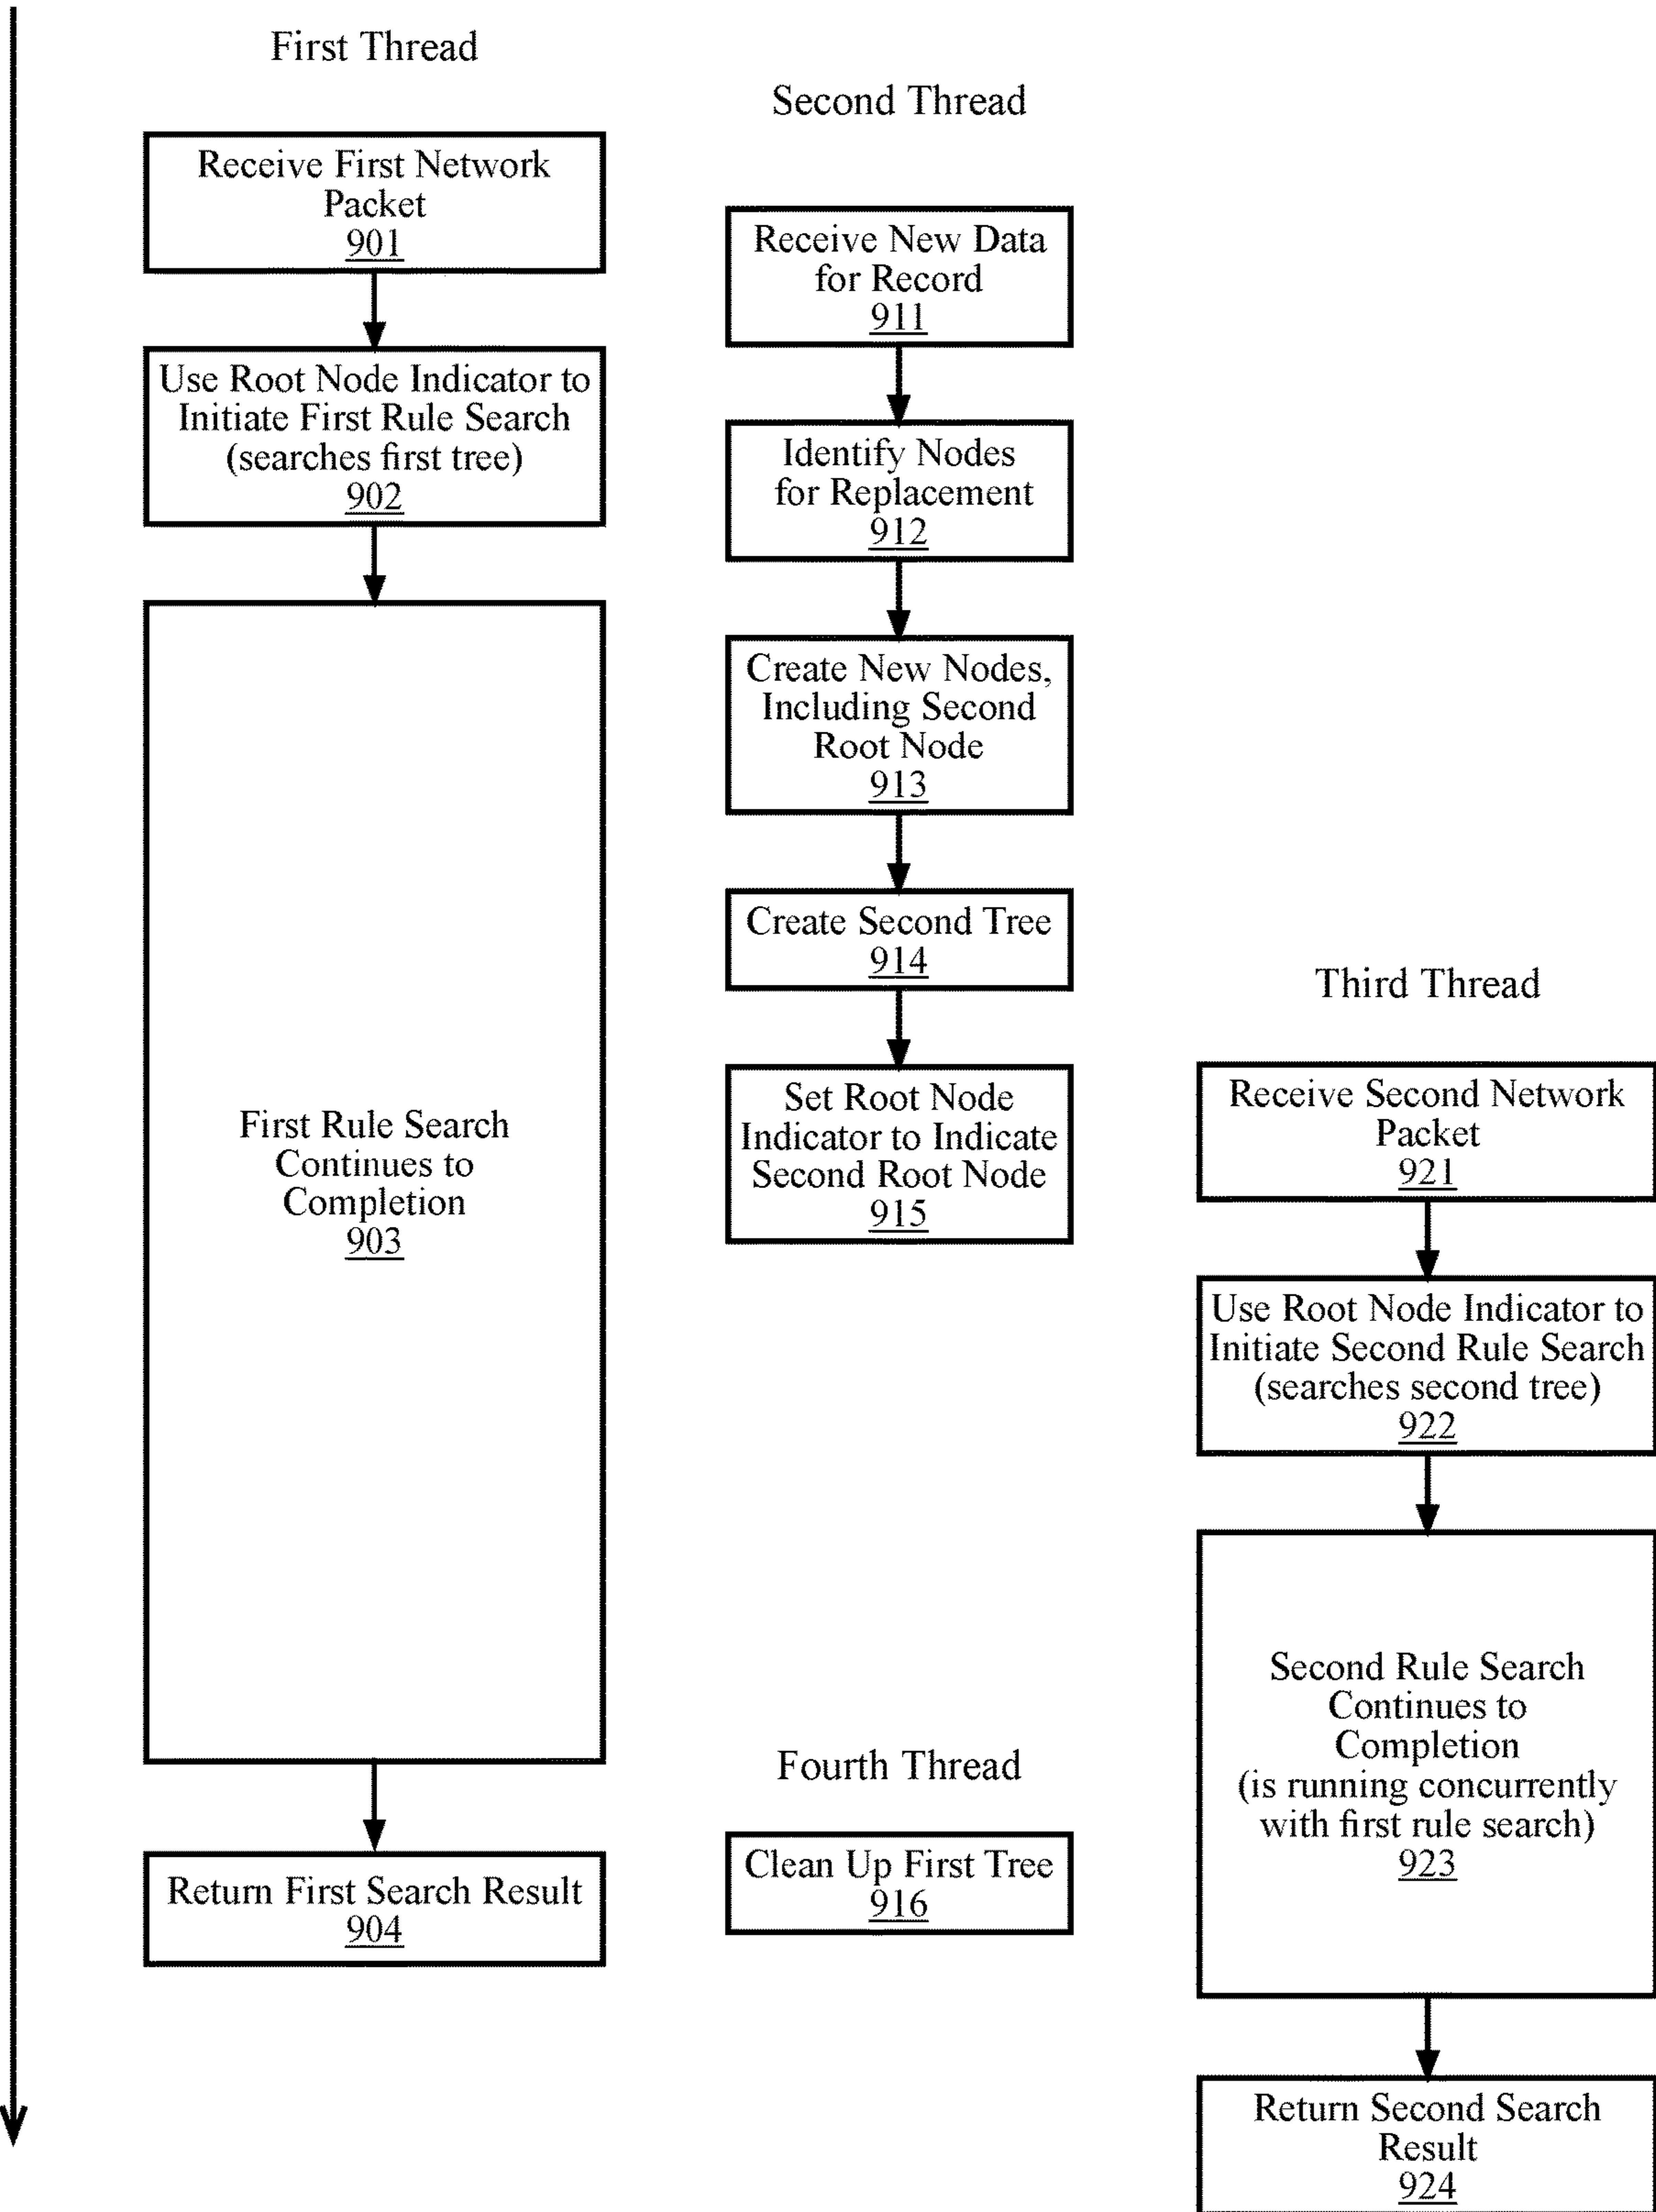 First Thread
Receive First Network
Packet
901
Use Root Node Indicator to
Initiate First Rule Search
(searches first tree)
902
First Rule Search
Continues to
Completion
903
Return First Search Result
904
Second Thread
Receive New Data
for Record
911
Identify Nodes
for Replacement
912
Create New Nodes,
Including Second
Root Node
913
Create Second Tree
914
Set Root Node
Indicator to Indicate
Second Root Node
915
Fourth Thread
Clean Up First Tree
916
Third Thread
Receive Second Network
Packet
921
Use Root Node Indicator to
Initiate Second Rule Search
(searches second tree)
922
Second Rule Search
Continues to
Completion
(is running concurrently
with first rule search)
923
Return Second Search
Result
924